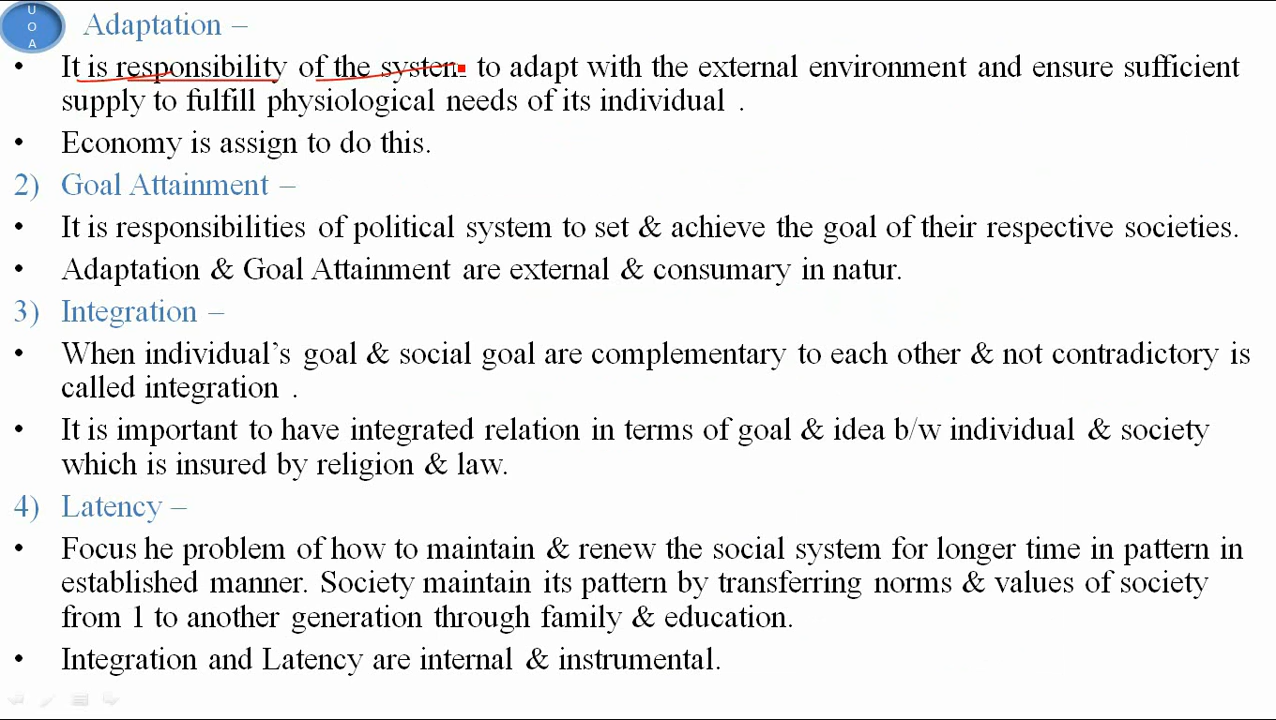 U
O
A
Adaptation –
• It is responsibility of the system to adapt with the external environment and ensure sufficient
supply to fulfill physiological needs of its individual .
• Economy is assign to do this.
2) Goal Attainment –
• It is responsibilities of political system to set & achieve the goal of their respective societies.
• Adaptation & Goal Attainment are external & consumary in natur.
3) Integration –
• When individual’s goal & social goal are complementary to each other & not contradictory is
called integration .
• It is important to have integrated relation in terms of goal & idea b/w individual & society
which is insured by religion & law.
4) Latency –
• Focus he problem of how to maintain & renew the social system for longer time in pattern in
established manner. Society maintain its pattern by transferring norms & values of society
from 1 to another generation through family & education.
• Integration and Latency are internal & instrumental.